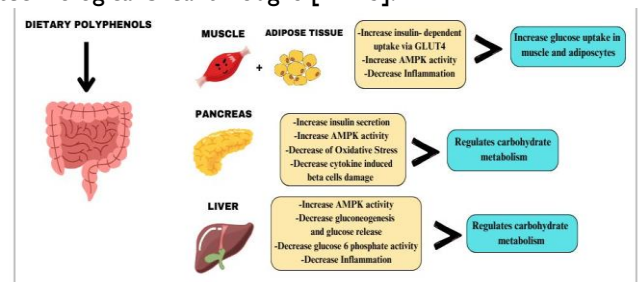 DIETARY POLYPHENOLS
MUSCLE
+
ADIPOSE TISSUE
-Increase insulin- dependent
uptake via GLUT4
-Increase AMPK activity
-Decrease Inflammation
>
Increase glucose uptake in
muscle and adipocytes
PANCREAS
-Increase insulin secretion
-Increase AMPK activity
-Decrease of Oxidative Stress
-Decrease cytokine induced
beta cells damage
>
Regulates carbohydrate
metabolism
LIVER
-Increase AMPK activity
-Decrease gluconeogenesis
and glucose release
-Decrease glucose 6 phosphate activity
-Decrease Inflammation
>
Regulates carbohydrate
metabolism